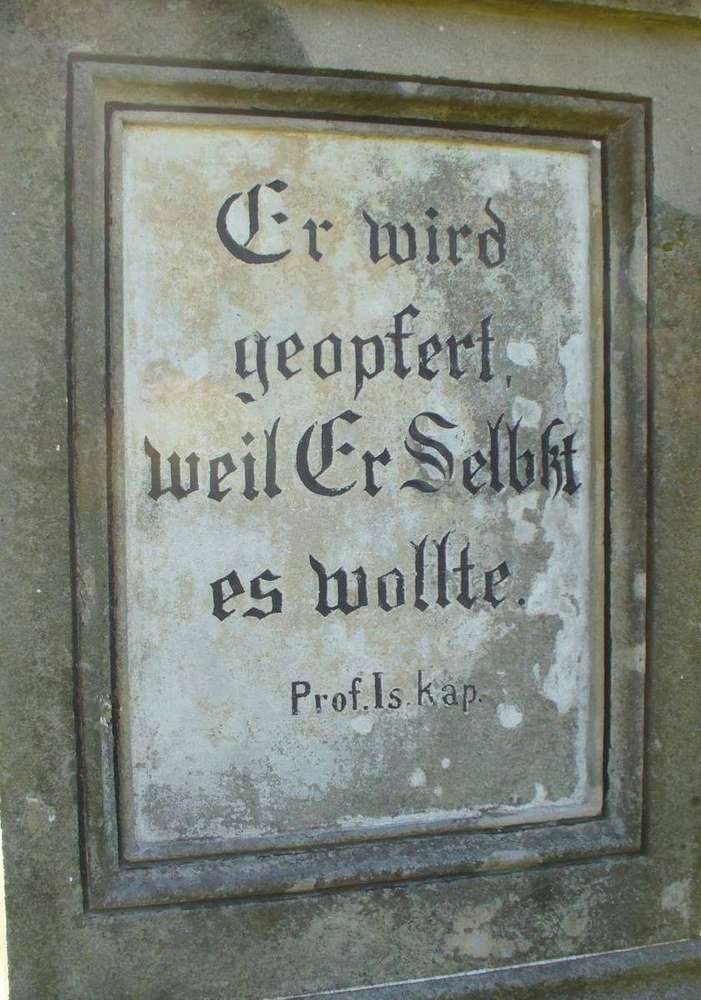 Er wird
geopfert,
weil Er Selbst
es wollte.
Prof. Is. kap.